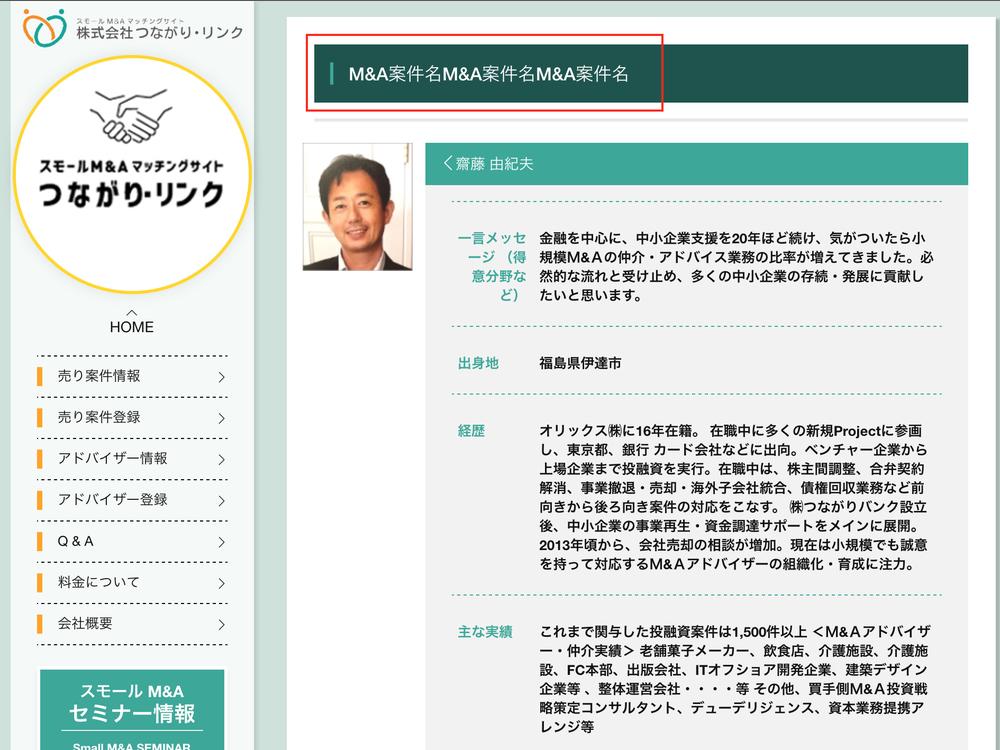 スモールM&Aマッチングサイト
株式会社つながり・リンク
スモールM&Aマッチングサイト
つながり・リンク
HOME
売り案件情報
売り案件登録
アドバイザー情報
アドバイザー登録
Q & A
料金について
会社概要
スモール M&A
セミナー情報
Small M&A SEMINAR
M&A案件名M&A案件名M&A案件名
齋藤 由紀夫
一言メッセ
ージ （得
意分野な
ど）
金融を中心に、中小企業支援を20年ほど続け、気がついたら小
規模M＆Aの仲介・アドバイス業務の比率が増えてきました。必
然的な流れと受け止め、多くの中小企業の存続・発展に貢献し
たいと思います。
出身地
福島県伊達市
経歴
オリックス㈱に16年在籍。 在職中に多くの新規Projectに参画
し、東京都、銀行 カード会社などに出向。ベンチャー企業から
上場企業まで投融資を実行。在職中は、株主間調整、合弁契約
解消、事業撤退・売却・海外子会社統合、債権回収業務など前
向きから後ろ向き案件の対応をこなす。 ㈱つながりバンク設立
後、中小企業の事業再生・資金調達サポートをメインに展開。
2013年頃から、会社売却の相談が増加。現在は小規模でも誠意
を持って対応するM＆Aアドバイザーの組織化・育成に注力。
主な実績
これまで関与した投融資案件は1,500件以上 ＜M＆Aアドバイザ
ー・仲介実績＞ 老舗菓子メーカー、飲食店、介護施設、介護施
設、FC本部、出版会社、ITオフショア開発企業、建築デザイン
企業等 、整体運営会社・・・・等 その他、買手側M＆A投資戦
略策定コンサルタント、デューデリジェンス、資本業務提携ア
レンジ等